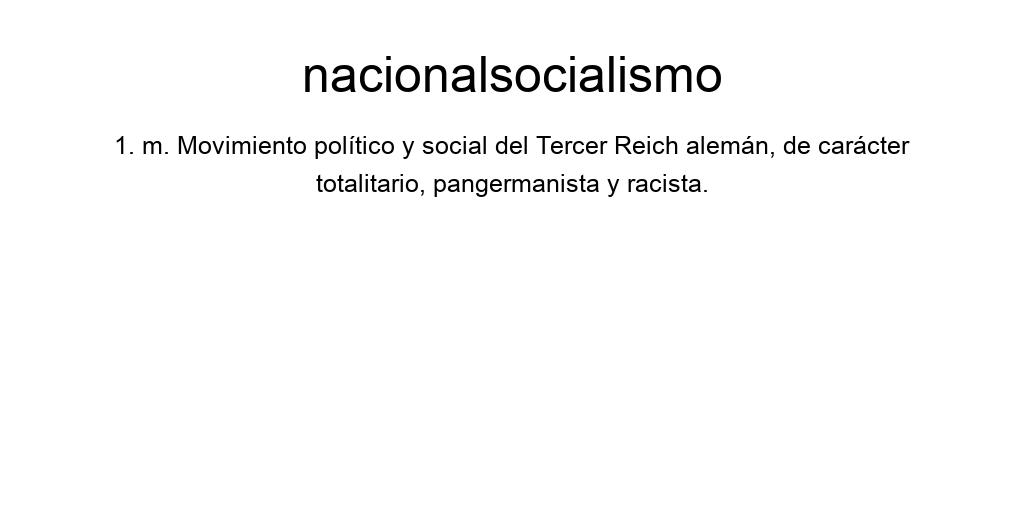 nacionalsocialismo
1. m. Movimiento político y social del Tercer Reich alemán, de carácter
totalitario, pangermanista y racista.